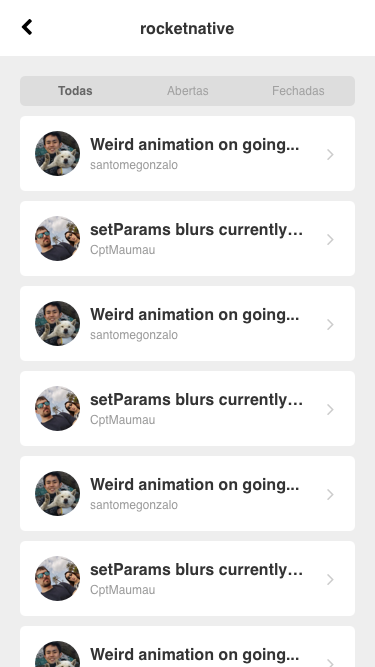 rocketnative
Todas Abertas Fechadas
Weird animation on going...
santomegonzalo
setParams blurs currently...
CptMaumau
Weird animation on going...
santomegonzalo
setParams blurs currently...
CptMaumau
Weird animation on going...
santomegonzalo
setParams blurs currently...
CptMaumau
Weird animation on going...